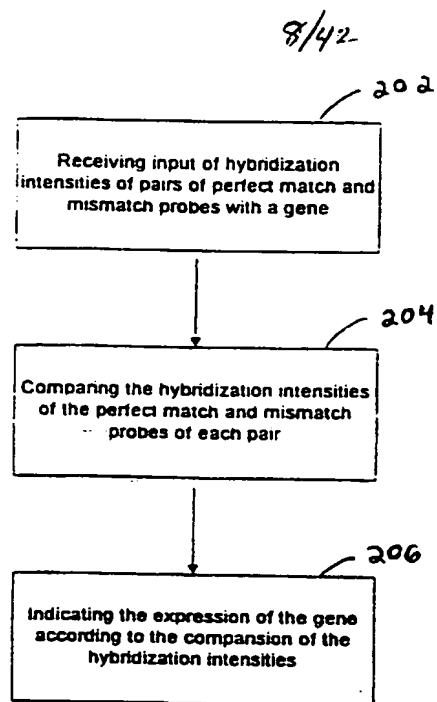 8/42
202
Receiving input of hybridization
intensities of pairs of perfect match and
mismatch probes with a gene
204
Comparing the hybridization intensities
of the perfect match and mismatch
probes of each pair
206
Indicating the expression of the gene
according to the comparision of the
hybridization intensities